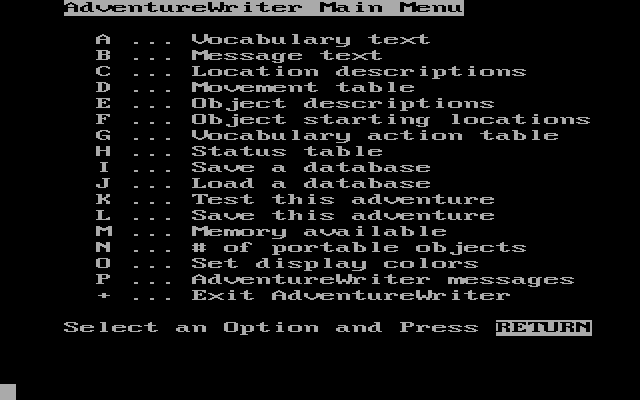 AdventureWriter Main Menu
A ... Vocabulary text
B ... Message text
C ... Location descriptions
D ... Movement table
E ... Object descriptions
F ... Object starting locations
G ... Vocabulary action table
H ... Status table
I ... Save a database
J ... Load a database
K ... Test this adventure
L ... Save this adventure
M ... Memory available
N ... # of portable objects
O ... Set display colors
P ... AdventureWriter messages
+ ... Exit AdventureWriter
Select an Option and Press RETURN